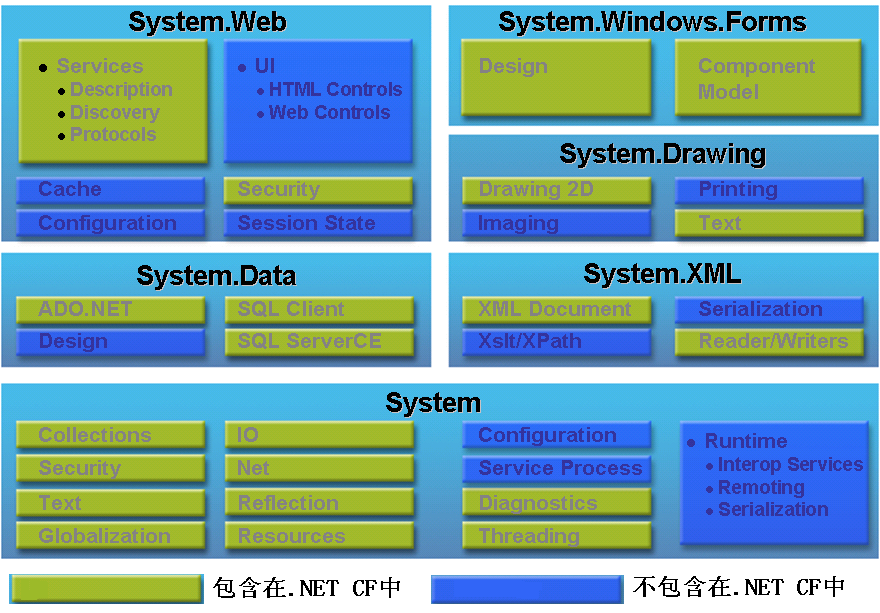 System.Web
Services
Description
Discovery
Protocols
UI
HTML Controls
Web Controls
Cache
Security
Configuration
Session State
System.Windows.Forms
Design
Component
Model
System.Drawing
Drawing 2D
Printing
Imaging
Text
System.Data
ADO.NET
SQL Client
Design
SQL ServerCE
System.XML
XML Document
Serialization
Xslt/XPath
Reader/Writers
System
Collections
IO
Security
Net
Text
Reflection
Globalization
Resources
Configuration
Service Process
Diagnostics
Threading
Runtime
Interop Services
Remoting
Serialization
包含在.NET CF中
不包含在.NET CF中